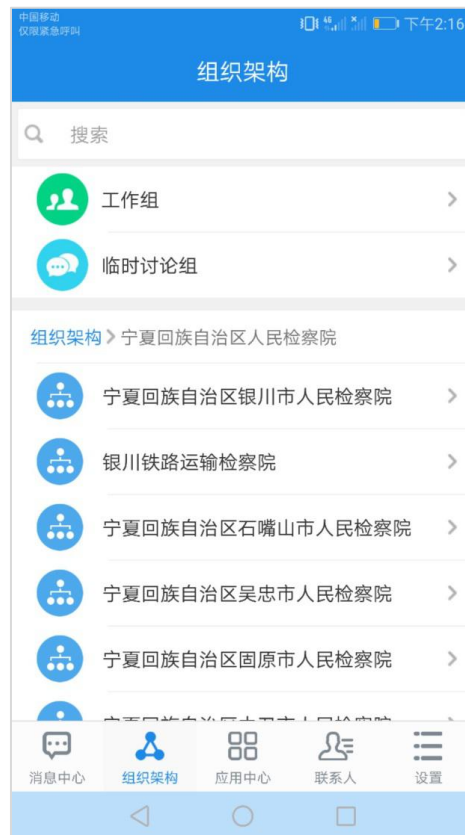 中国移动
仅限紧急呼叫
4G
下午2:16
组织架构
搜索
工作组
临时讨论组
组织架构 > 宁夏回族自治区人民检察院
宁夏回族自治区银川市人民检察院
银川铁路运输检察院
宁夏回族自治区石嘴山市人民检察院
宁夏回族自治区吴忠市人民检察院
宁夏回族自治区固原市人民检察院
消息中心
组织架构
应用中心
联系人
设置